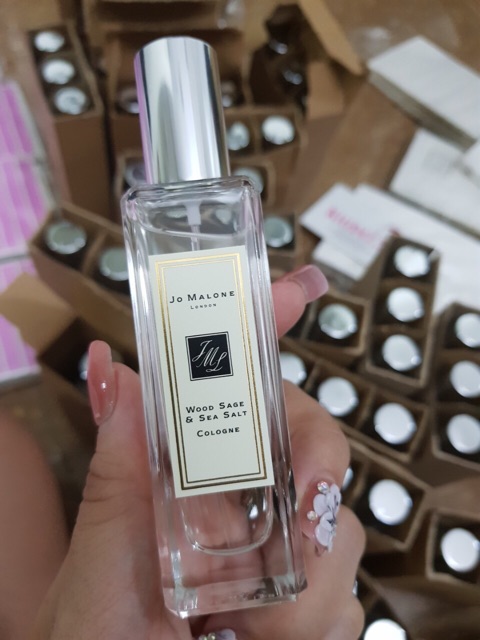 JO MALONE
LONDON
JML
WOOD SAGE
& SEA SALT
COLOGNE